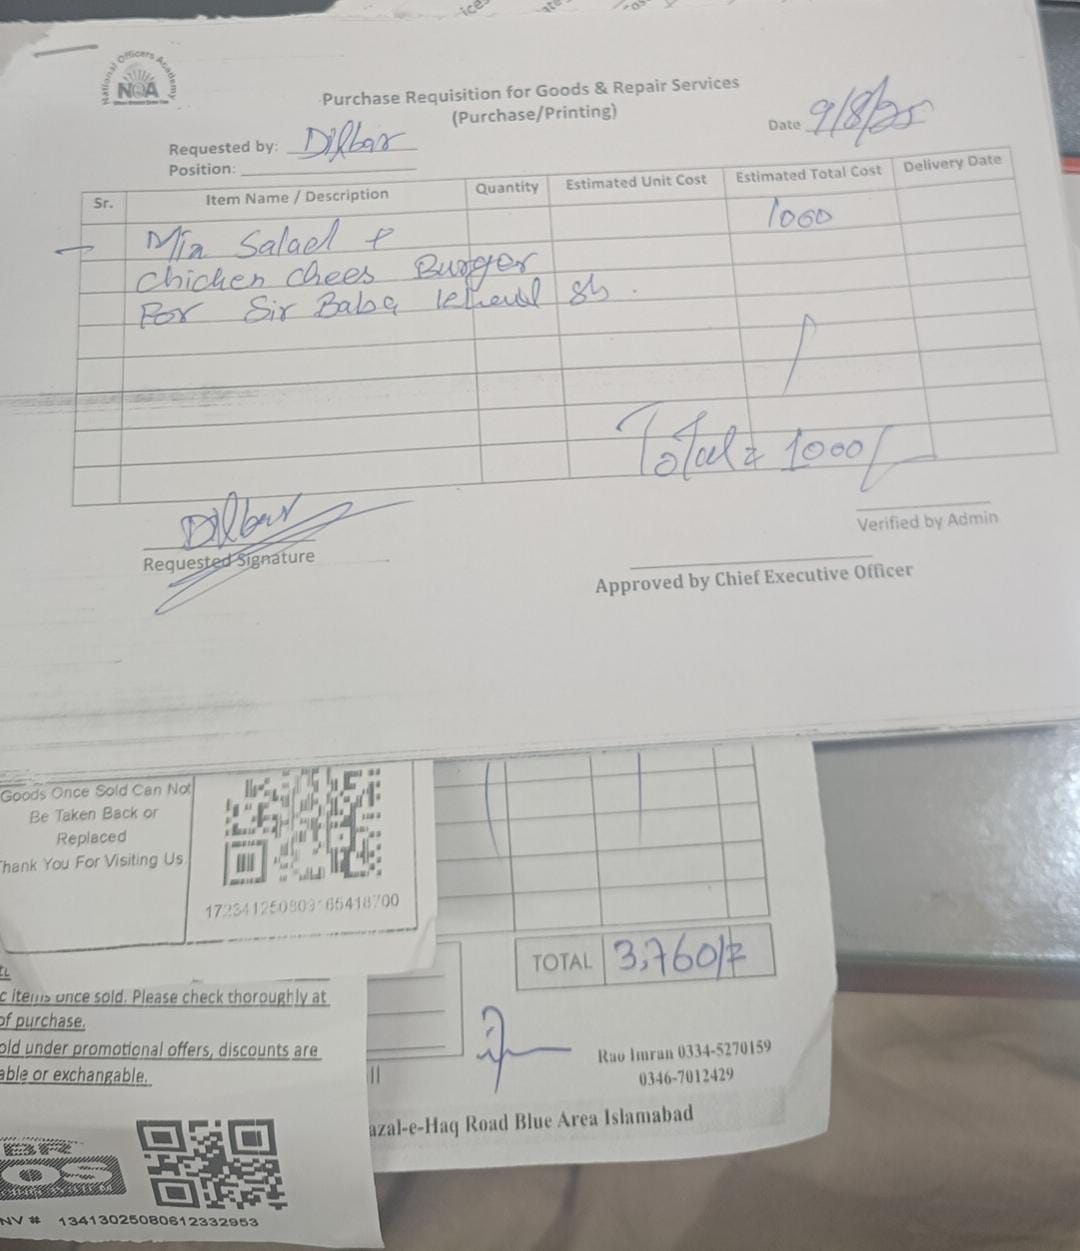 National Officers Academy
NOA
Purchase Requisition for Goods & Repair Services
(Purchase/Printing)
Date 9/8/25
Requested by: Dilbar
Position:
Sr. Item Name / Description Quantity Estimated Unit Cost Estimated Total Cost Delivery Date
Mix Salad + 1000
Chicken Chees Burger
For Sir Baba sb.
Total = 1000/
Dilbar
Requested Signature
Verified by Admin
Approved by Chief Executive Officer
Goods Once Sold Can Not
Be Taken Back or
Replaced
Thank You For Visiting Us
TOTAL 3,760/=
c items once sold. Please check thoroughly at
of purchase.
old under promotional offers, discounts are
able or exchangable.
Rao Imran 0334-5270159
0346-7012429
azal-e-Haq Road Blue Area Islamabad
NV # 13413025080612332953